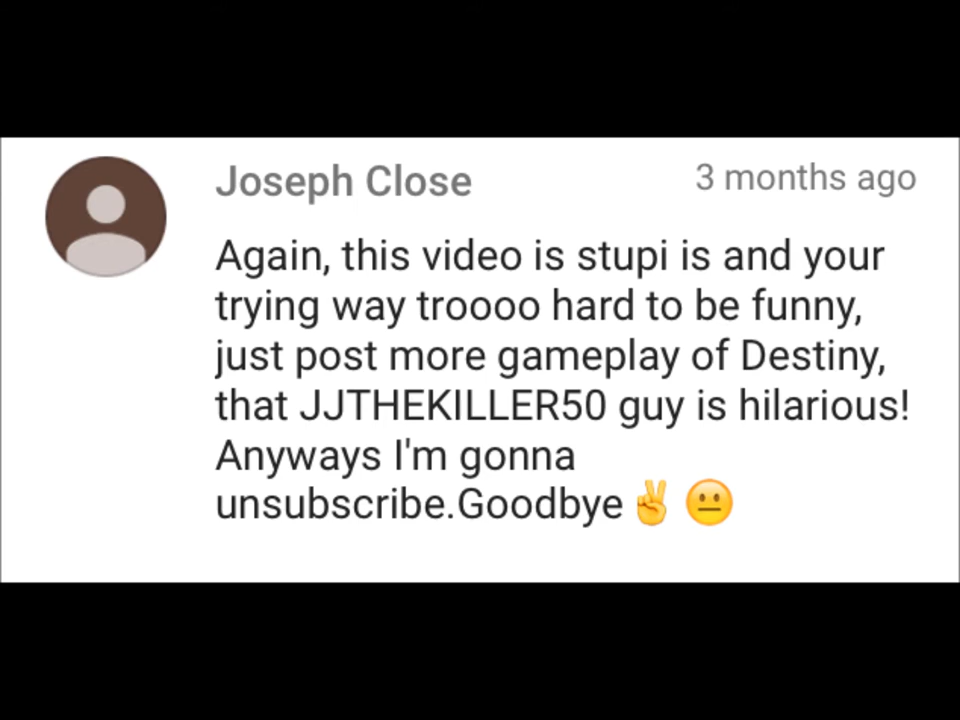 Joseph Close
3 months ago
Again, this video is stupi is and your
trying way troooo hard to be funny,
just post more gameplay of Destiny,
that JJTHEKILLER50 guy is hilarious!
Anyways I'm gonna
unsubscribe.Goodbye✌️😐